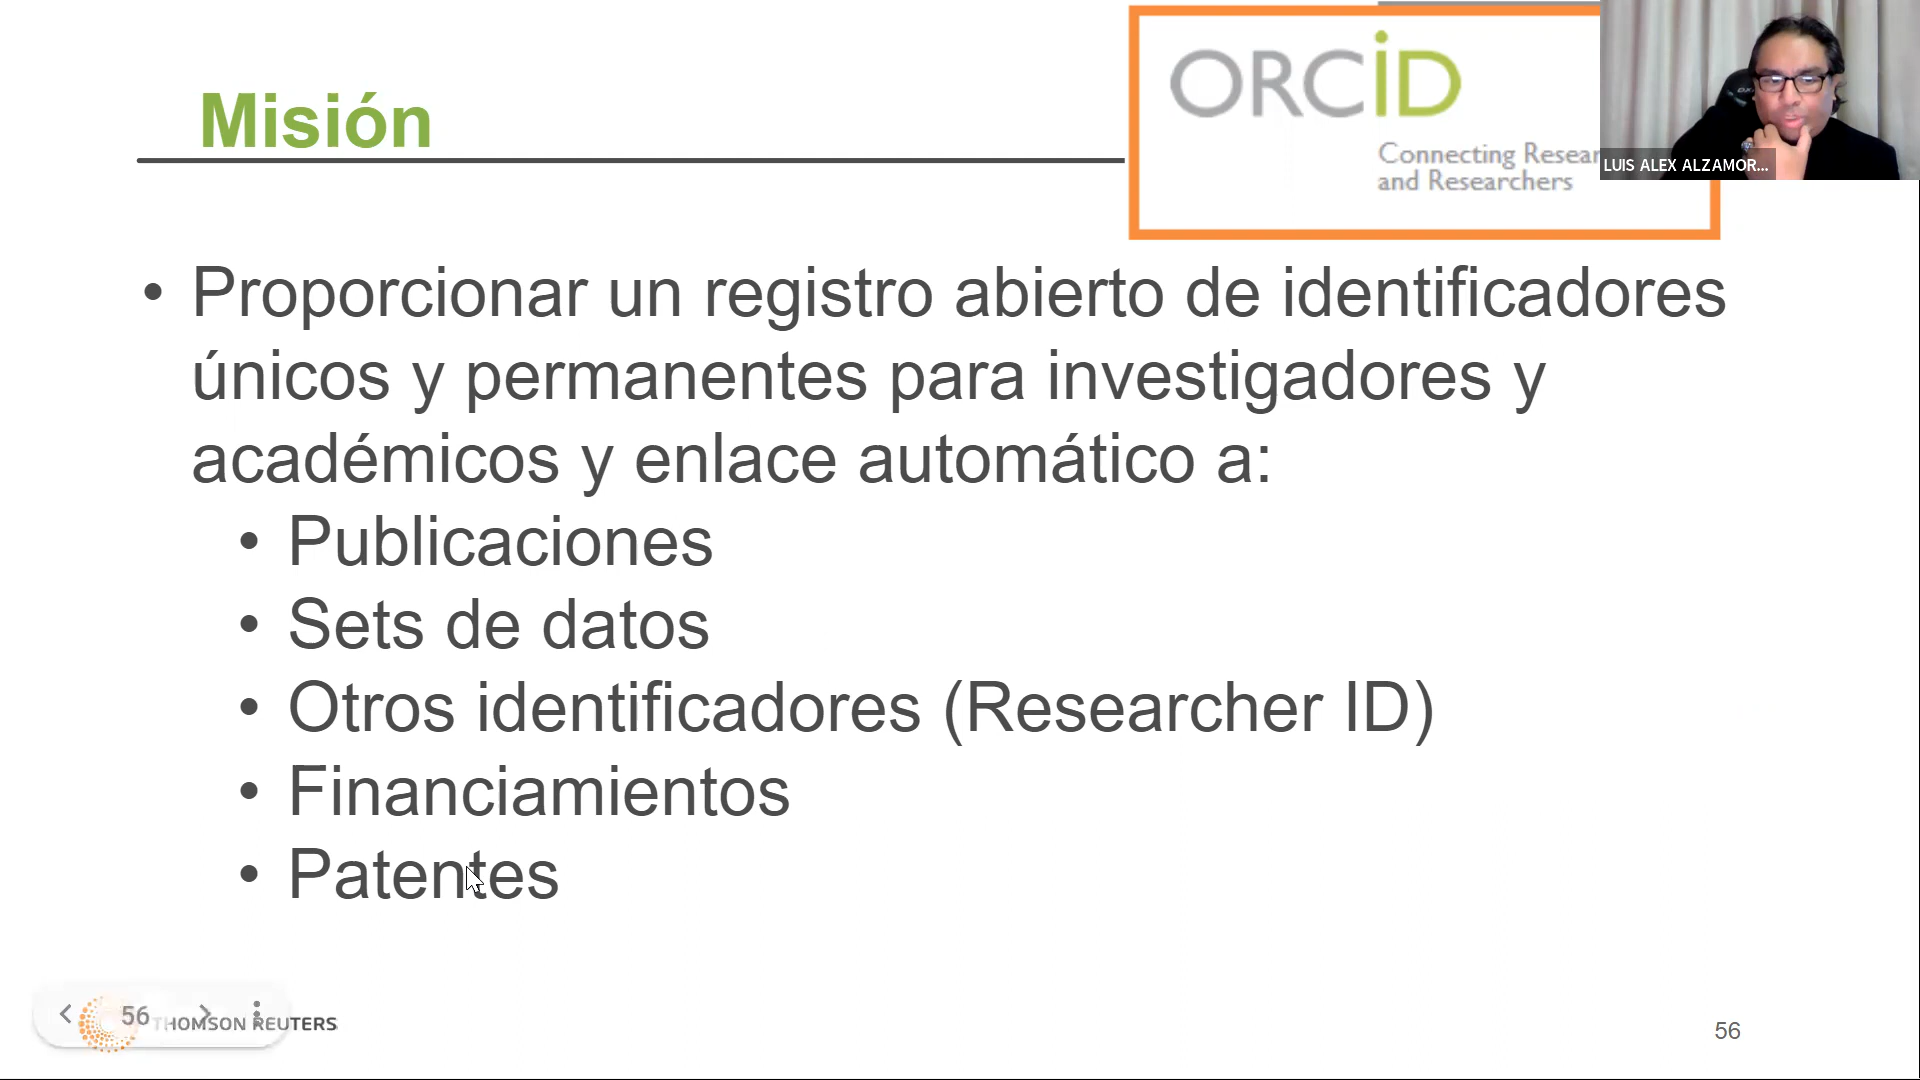 Misión
ORCiD
Connecting Resear
and Researchers
LUIS ALEX ALZAMOR...
• Proporcionar un registro abierto de identificadores
únicos y permanentes para investigadores y
académicos y enlace automático a:
• Publicaciones
• Sets de datos
• Otros identificadores (Researcher ID)
• Financiamientos
• Patentes
56
THOMSON REUTERS
56